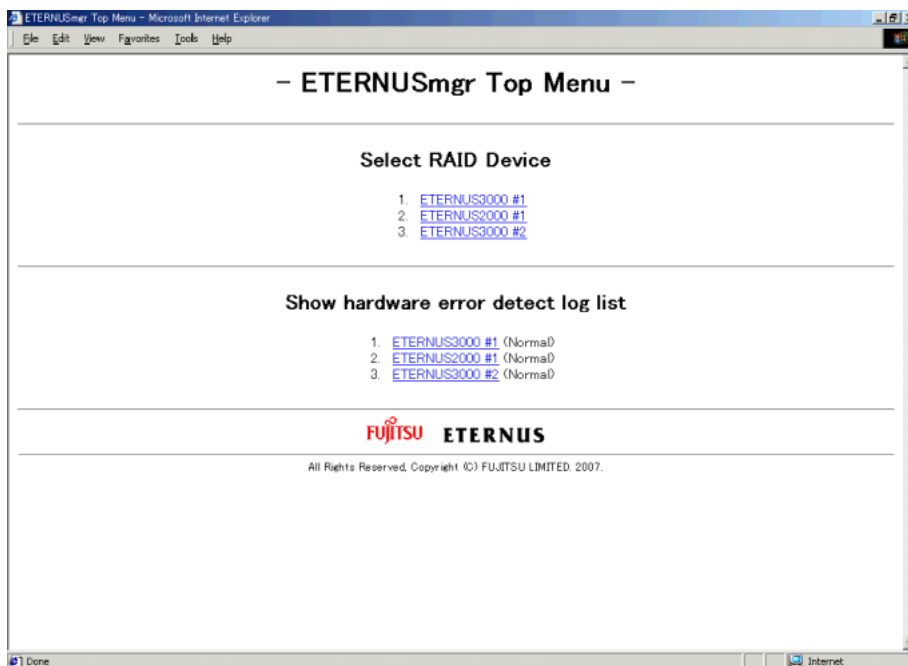 ETERNUSmgr Top Menu - Microsoft Internet Explorer
File Edit View Favorites Tools Help
- ETERNUSmgr Top Menu -
Select RAID Device
1. ETERNUS3000 #1
2. ETERNUS2000 #1
3. ETERNUS3000 #2
Show hardware error detect log list
1. ETERNUS3000 #1 (Normal)
2. ETERNUS2000 #1 (Normal)
3. ETERNUS3000 #2 (Normal)
FUJITSU ETERNUS
All Rights Reserved, Copyright (C) FUJITSU LIMITED. 2007.
Done Internet